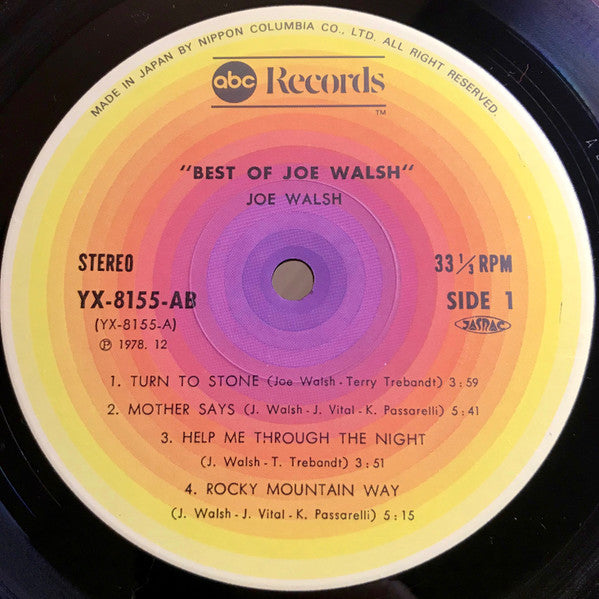 MADE IN JAPAN BY NIPPON COLUMBIA CO., LTD. ALL RIGHT RESERVED.
abc Records
TM
"BEST OF JOE WALSH"
JOE WALSH
STEREO 33 1/3 RPM
YX-8155-AB SIDE 1
(YX-8155-A) JASRAC
Ⓟ 1978. 12
1. TURN TO STONE (Joe Walsh - Terry Trebandt) 3:59
2. MOTHER SAYS (J. Walsh - J. Vital - K. Passarelli) 5:41
3. HELP ME THROUGH THE NIGHT
(J. Walsh - T. Trebandt) 3:51
4. ROCKY MOUNTAIN WAY
(J. Walsh - J. Vital - K. Passarelli) 5:15